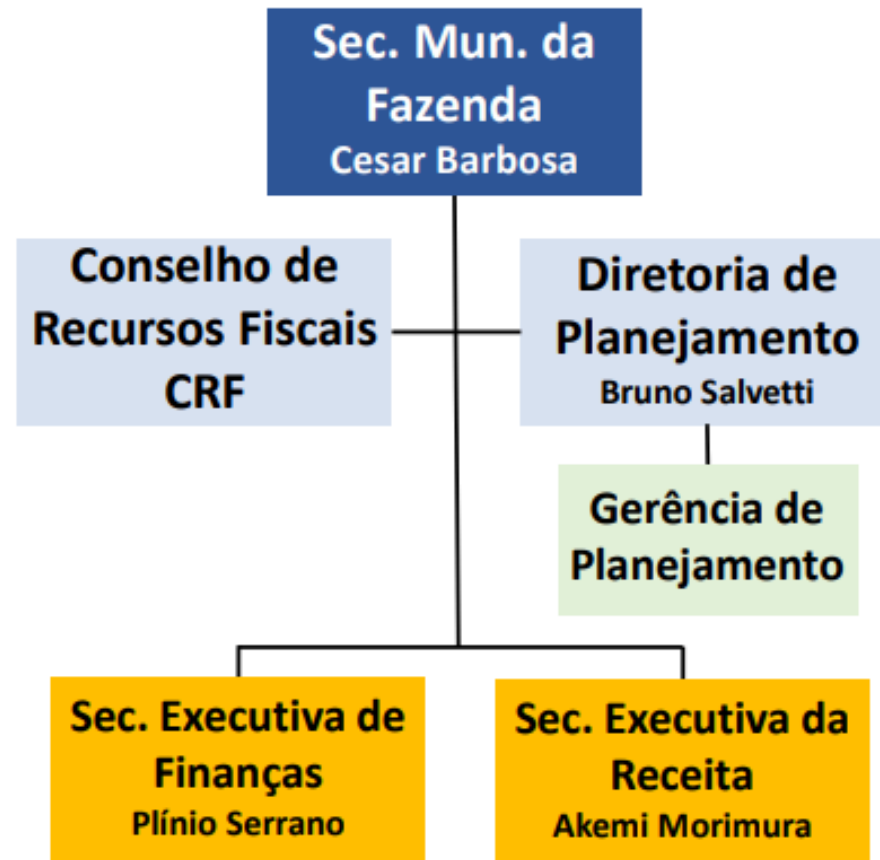 Sec. Mun. da
Fazenda
Cesar Barbosa
Conselho de
Recursos Fiscais
CRF
Diretoria de
Planejamento
Bruno Salvetti
Gerência de
Planejamento
Sec. Executiva de
Finanças
Plínio Serrano
Sec. Executiva da
Receita
Akemi Morimura